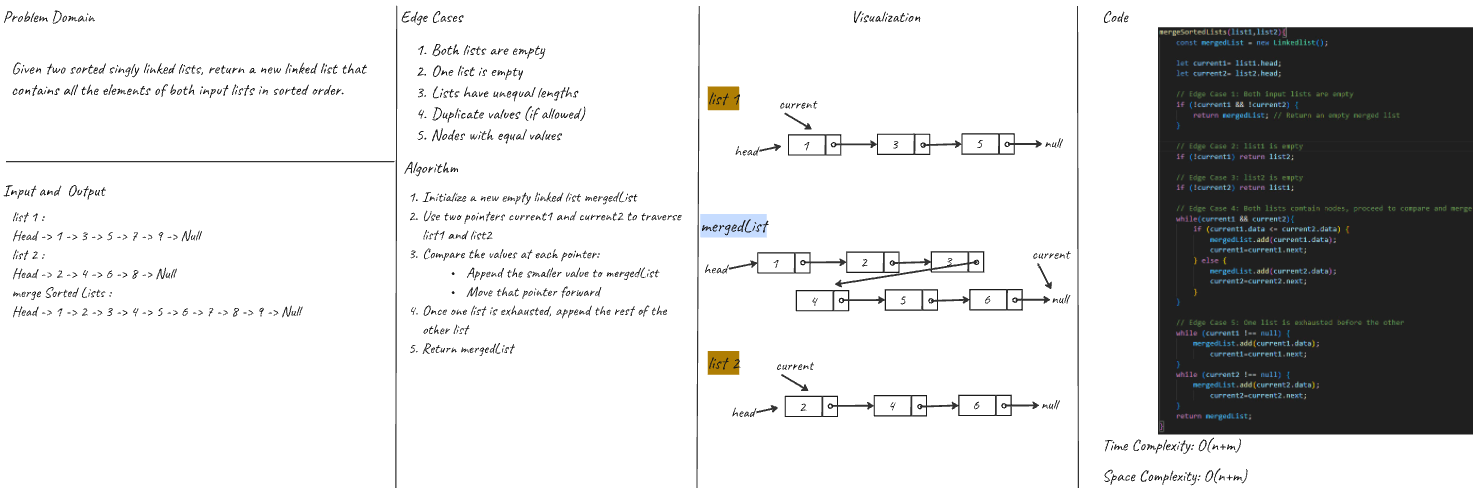 Problem Domain
Given two sorted singly linked lists, return a new linked list that
contains all the elements of both input lists in sorted order.
Input and Output
list 1 :
Head -> 1 -> 3 -> 5 -> 7 -> 9 -> Null
list 2 :
Head -> 2 -> 4 -> 6 -> 8 -> Null
merge Sorted Lists :
Head -> 1 -> 2 -> 3 -> 4 -> 5 -> 6 -> 7 -> 8 -> 9 -> Null
Edge Cases
1. Both lists are empty
2. One list is empty
3. Lists have unequal lengths
4. Duplicate values (if allowed)
5. Nodes with equal values
Algorithm
1. Initialize a new empty linked list mergedList
2. Use two pointers current1 and current2 to traverse
list1 and list2
3. Compare the values at each pointer:
• Append the smaller value to mergedList
• Move that pointer forward
4. Once one list is exhausted, append the rest of the
other list
5. Return mergedList
Visualization
list 1
current
head 1 3 5 null
mergedList
head 1 2 3
current
4 5 6 null
list 2
current
head 2 4 6 null
Code
mergeSortedLists(list1,list2){
const mergedList = new Linkedlist();
let current1= list1.head;
let current2= list2.head;
// Edge Case 1: Both input lists are empty
if (!current1 && !current2) {
return mergedList; // Return an empty merged list
}
// Edge Case 2: list1 is empty
if (!current1) return list2;
// Edge Case 3: list2 is empty
if (!current2) return list1;
// Edge Case 4: Both lists contain nodes, proceed to compare and merge
while(current1 && current2){
if (current1.data <= current2.data) {
mergedList.add(current1.data);
current1=current1.next;
} else {
mergedList.add(current2.data);
current2=current2.next;
}
}
// Edge Case 5: One list is exhausted before the other
while (current1 !== null) {
mergedList.add(current1.data);
current1=current1.next;
}
while (current2 !== null) {
mergedList.add(current2.data);
current2=current2.next;
}
return mergedList;
}
Time Complexity: O(n+m)
Space Complexity: O(n+m)